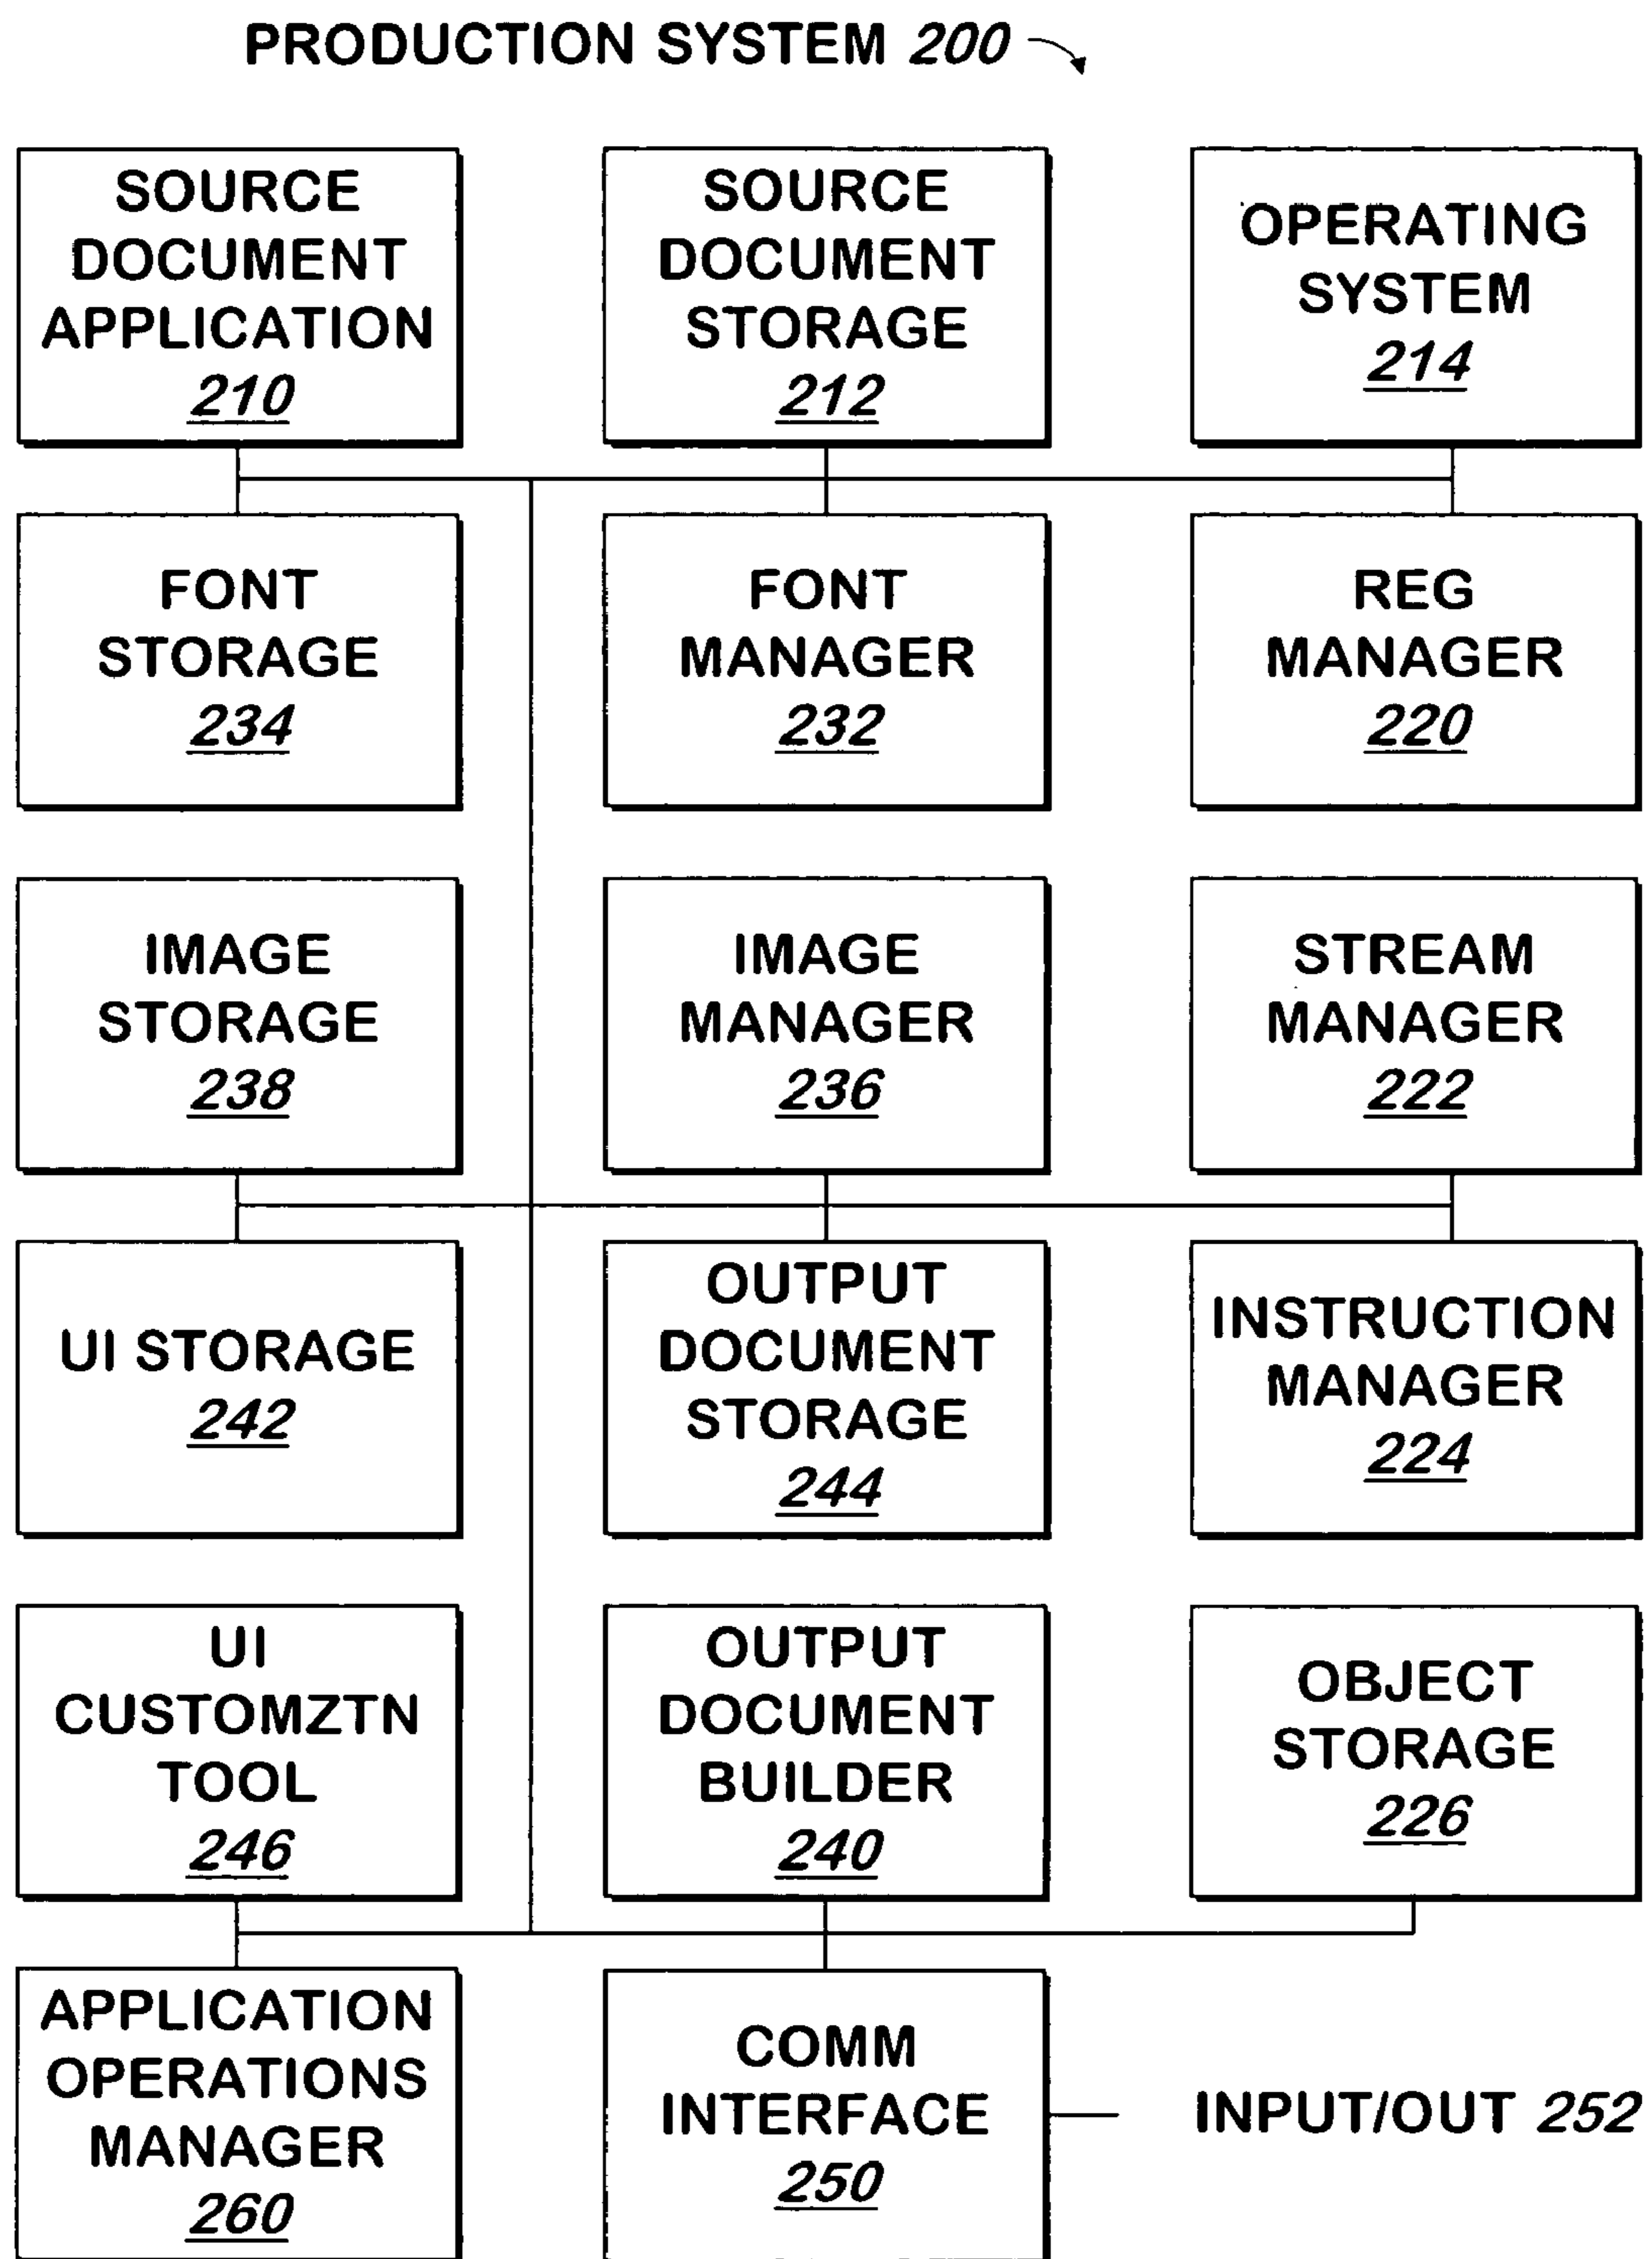 PRODUCTION SYSTEM 200
SOURCE
DOCUMENT
APPLICATION
210
SOURCE
DOCUMENT
STORAGE
212
OPERATING
SYSTEM
214
FONT
STORAGE
234
FONT
MANAGER
232
REG
MANAGER
220
IMAGE
STORAGE
238
IMAGE
MANAGER
236
STREAM
MANAGER
222
UI STORAGE
242
OUTPUT
DOCUMENT
STORAGE
244
INSTRUCTION
MANAGER
224
UI
CUSTOMZTN
TOOL
246
OUTPUT
DOCUMENT
BUILDER
240
OBJECT
STORAGE
226
APPLICATION
OPERATIONS
MANAGER
260
COMM
INTERFACE
250
INPUT/OUT 252